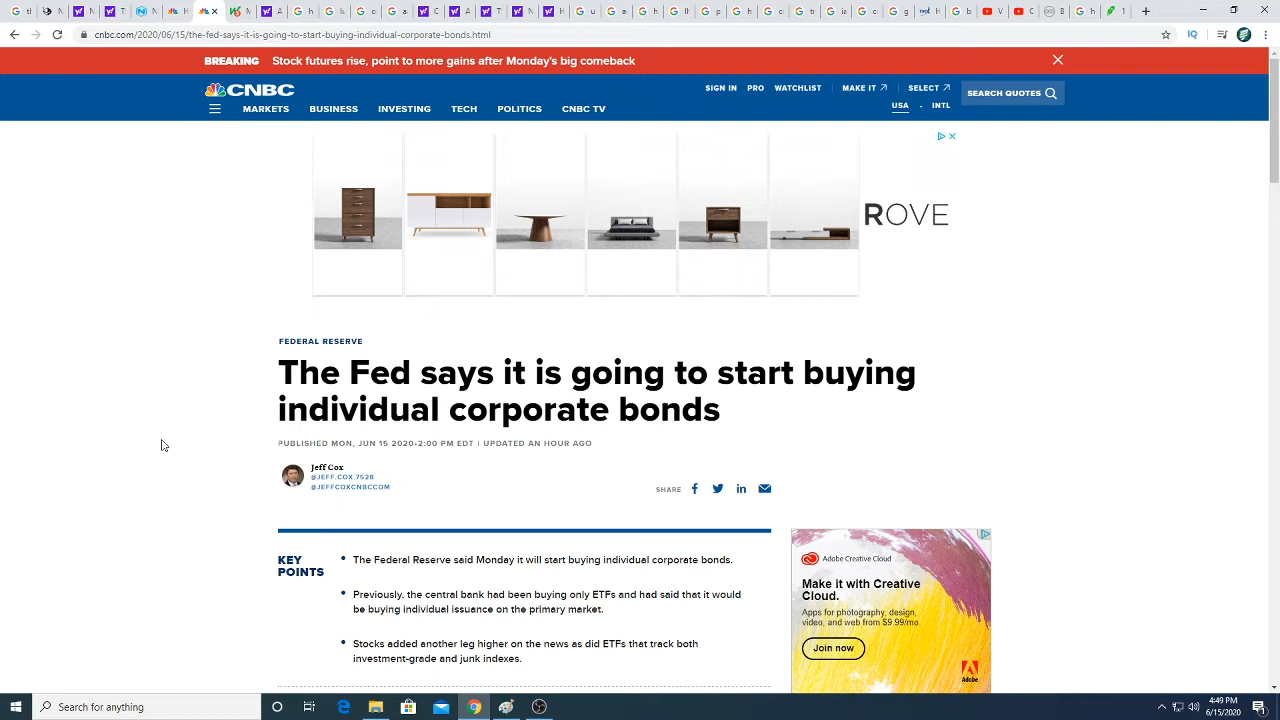 cnbc.com/2020/06/15/the-fed-says-it-is-going-to-start-buying-individual-corporate-bonds.html
BREAKING Stock futures rise, point to more gains after Monday's big comeback
CNBC
SIGN IN PRO WATCHLIST MAKE IT SELECT
SEARCH QUOTES
USA · INTL
MARKETS BUSINESS INVESTING TECH POLITICS CNBC TV
ROVE
FEDERAL RESERVE
The Fed says it is going to start buying
individual corporate bonds
PUBLISHED MON, JUN 15 2020•2:00 PM EDT | UPDATED AN HOUR AGO
Jeff Cox
@JEFF.COX.7528
@JEFFCOXCNBCCOM
SHARE
KEY
POINTS
• The Federal Reserve said Monday it will start buying individual corporate bonds.
• Previously, the central bank had been buying only ETFs and had said that it would
be buying individual issuance on the primary market.
• Stocks added another leg higher on the news as did ETFs that track both
investment-grade and junk indexes.
Adobe Creative Cloud
Make it with Creative
Cloud.
Apps for photography, design,
video, and web from $9.99/mo.
Join now
Adobe
Search for anything
4:49 PM
6/15/2020